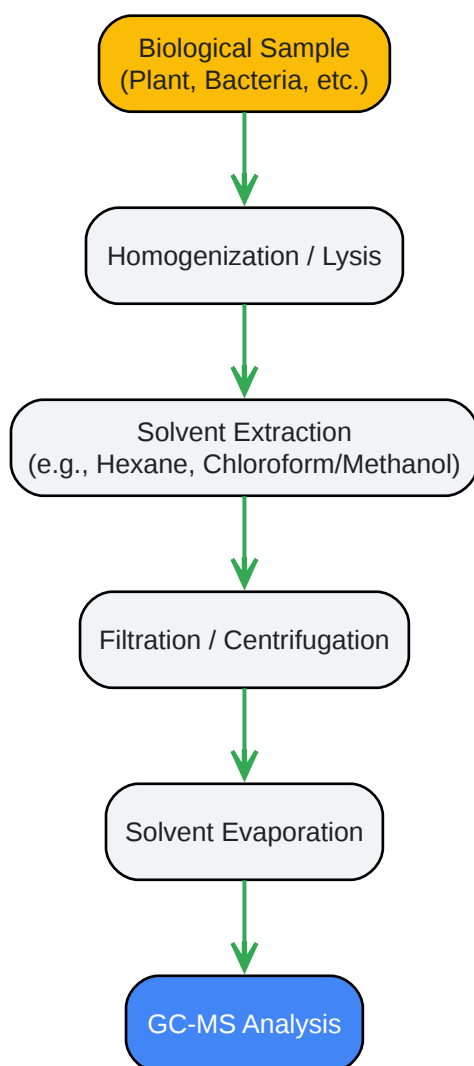 Biological Sample
(Plant, Bacteria, etc.)
Homogenization / Lysis
Solvent Extraction
(e.g., Hexane, Chloroform/Methanol)
Filtration / Centrifugation
Solvent Evaporation
GC-MS Analysis